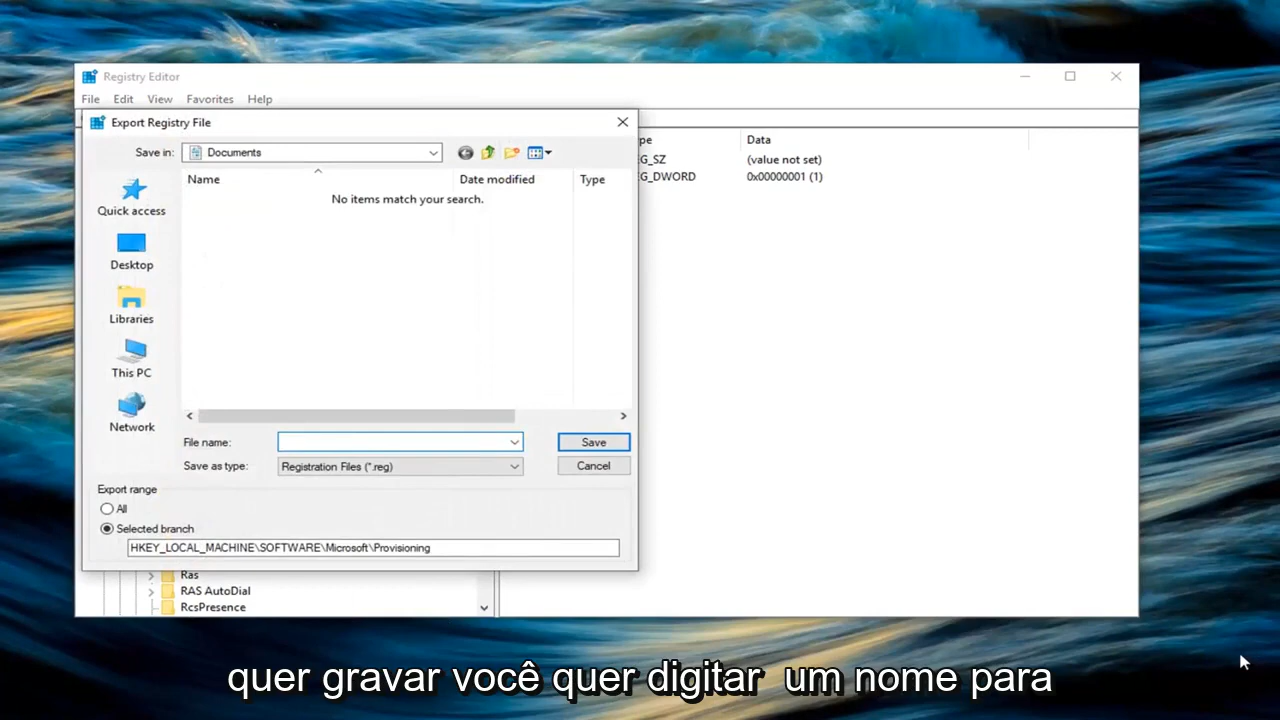 Registry Editor
File Edit View Favorites Help
Export Registry File
Save in: Documents
Name Date modified Type
No items match your search.
Quick access
Desktop
Libraries
This PC
Network
File name: Save
Save as type: Registration Files (*.reg) Cancel
Export range
All
Selected branch
HKEY_LOCAL_MACHINE\SOFTWARE\Microsoft\Provisioning
pe Data
G_SZ (value not set)
G_DWORD 0x00000001 (1)
Ras
RAS AutoDial
RcsPresence
quer gravar você quer digitar um nome para